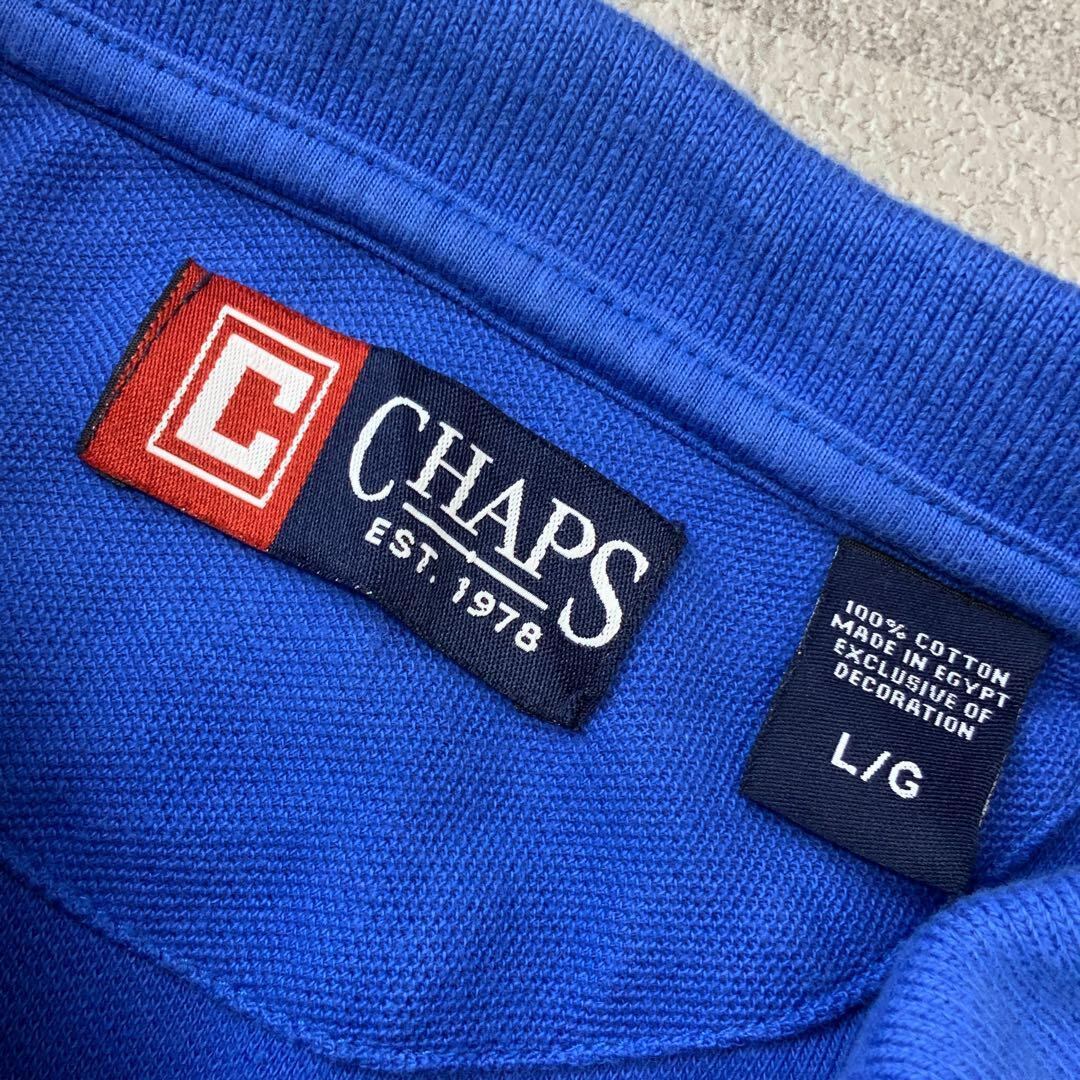 C
CHAPS
EST. 1978
100% COTTON
MADE IN EGYPT
EXCLUSIVE OF
DECORATION
L/G